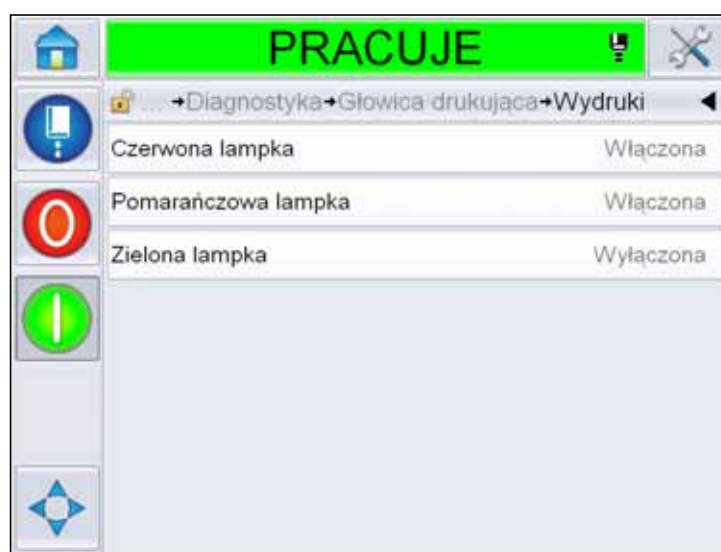 PRACUJE
... →Diagnostyka→Głowica drukująca→Wydruki
Czerwona lampka Włączona
Pomarańczowa lampka Włączona
Zielona lampka Wyłączona